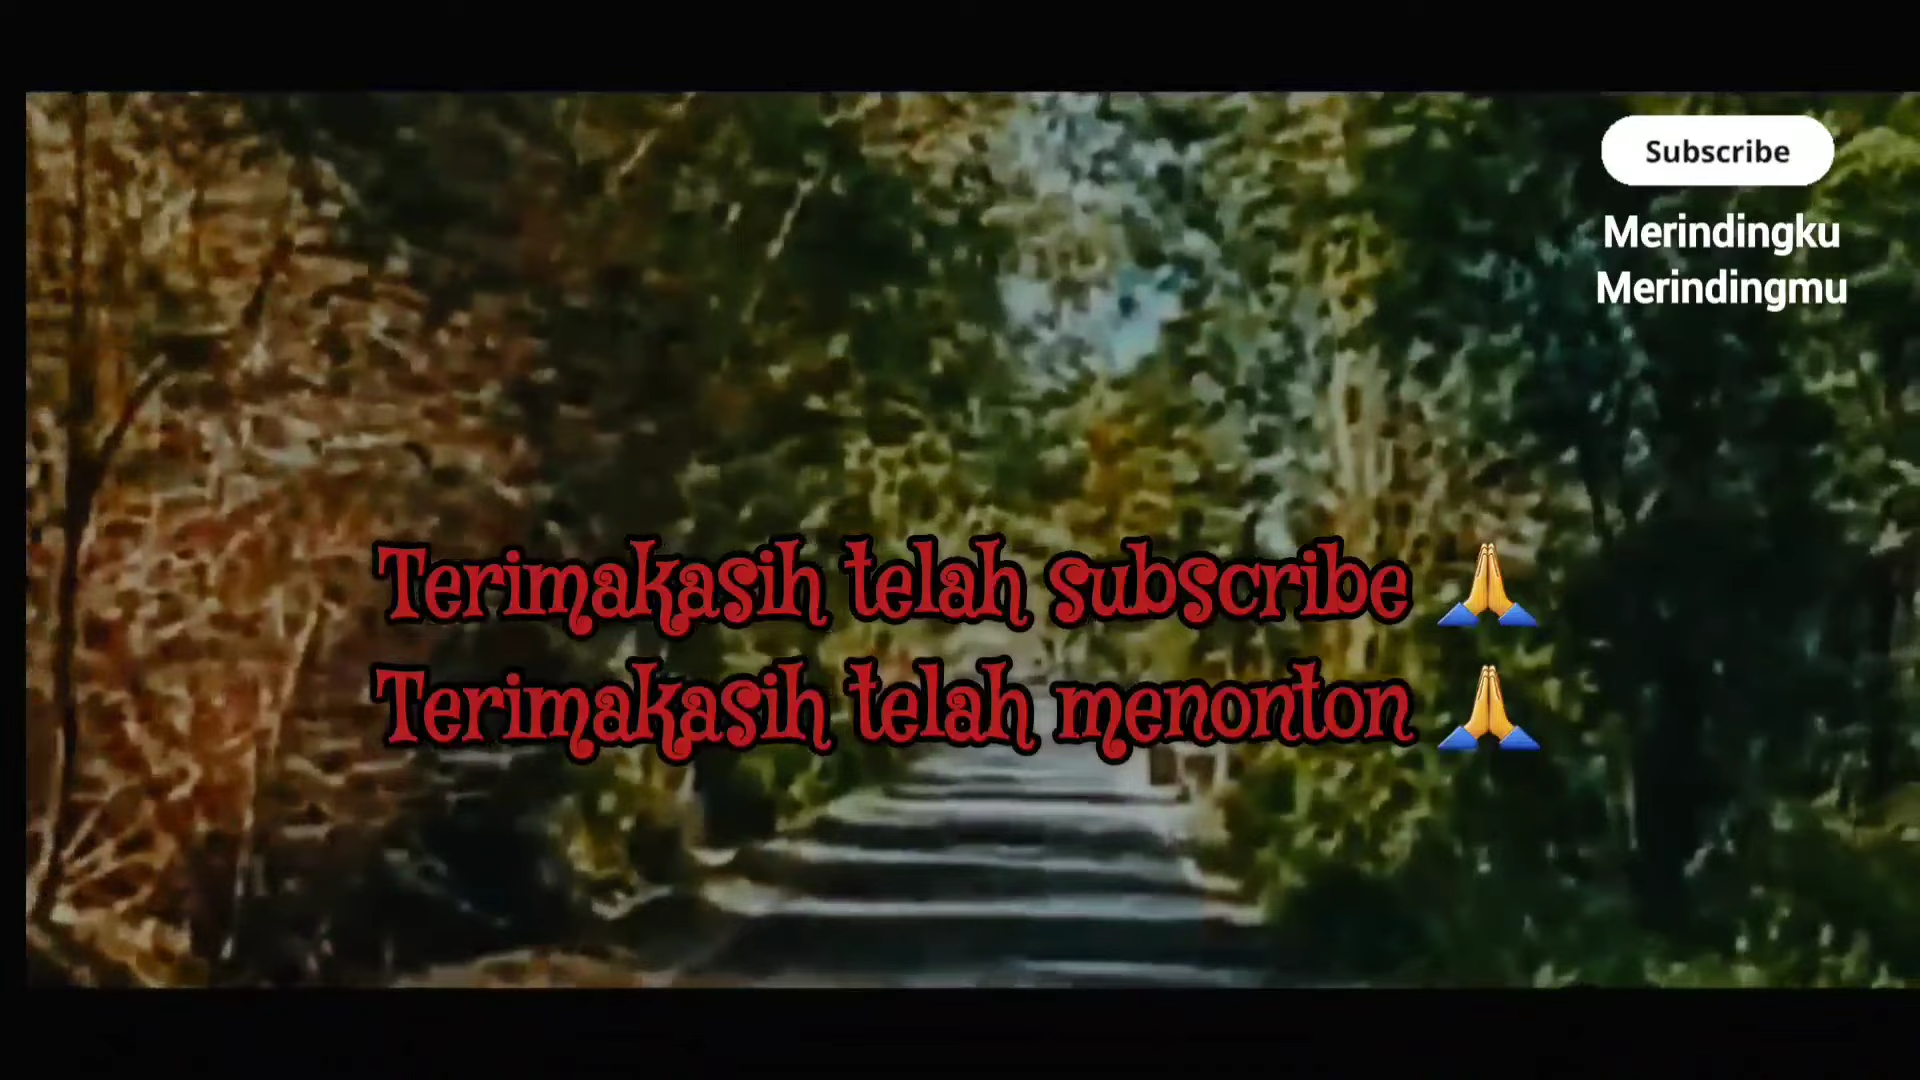 Subscribe
Merindingku
Merindingmu
Terimakasih telah subscribe 🙏
Terimakasih telah menonton 🙏